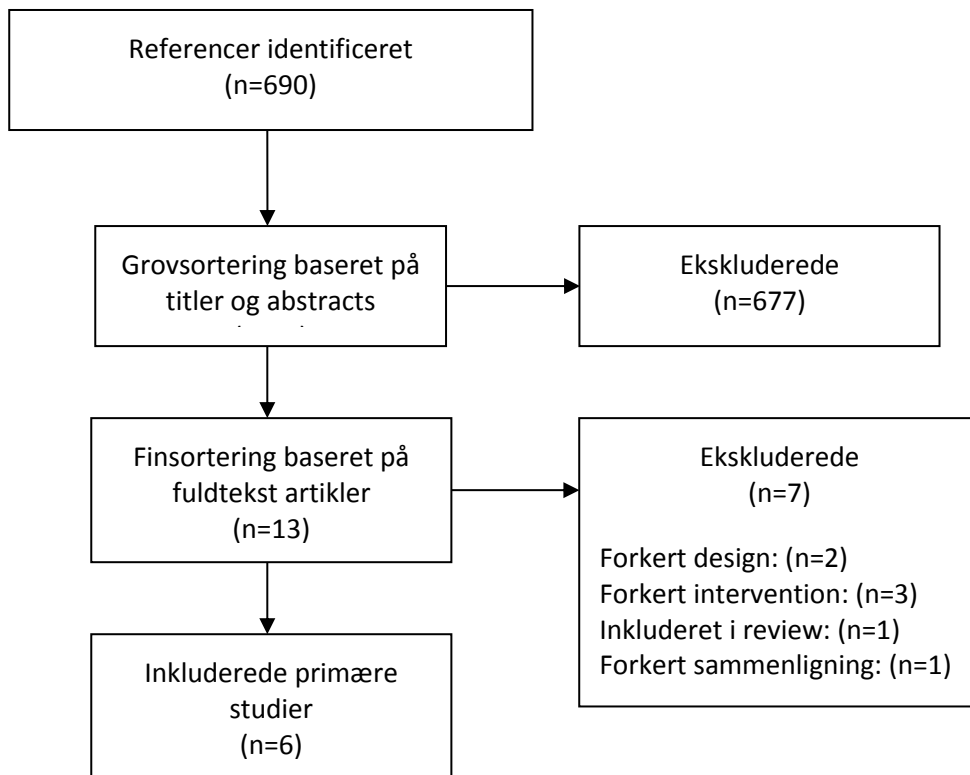 Referencer identificeret
(n=690)
Grovsortering baseret på
titler og abstracts
Ekskluderede
(n=677)
Finsortering baseret på
fuldtekst artikler
(n=13)
Ekskluderede
(n=7)
Forkert design: (n=2)
Forkert intervention: (n=3)
Inkluderet i review: (n=1)
Forkert sammenligning: (n=1)
Inkluderede primære
studier
(n=6)